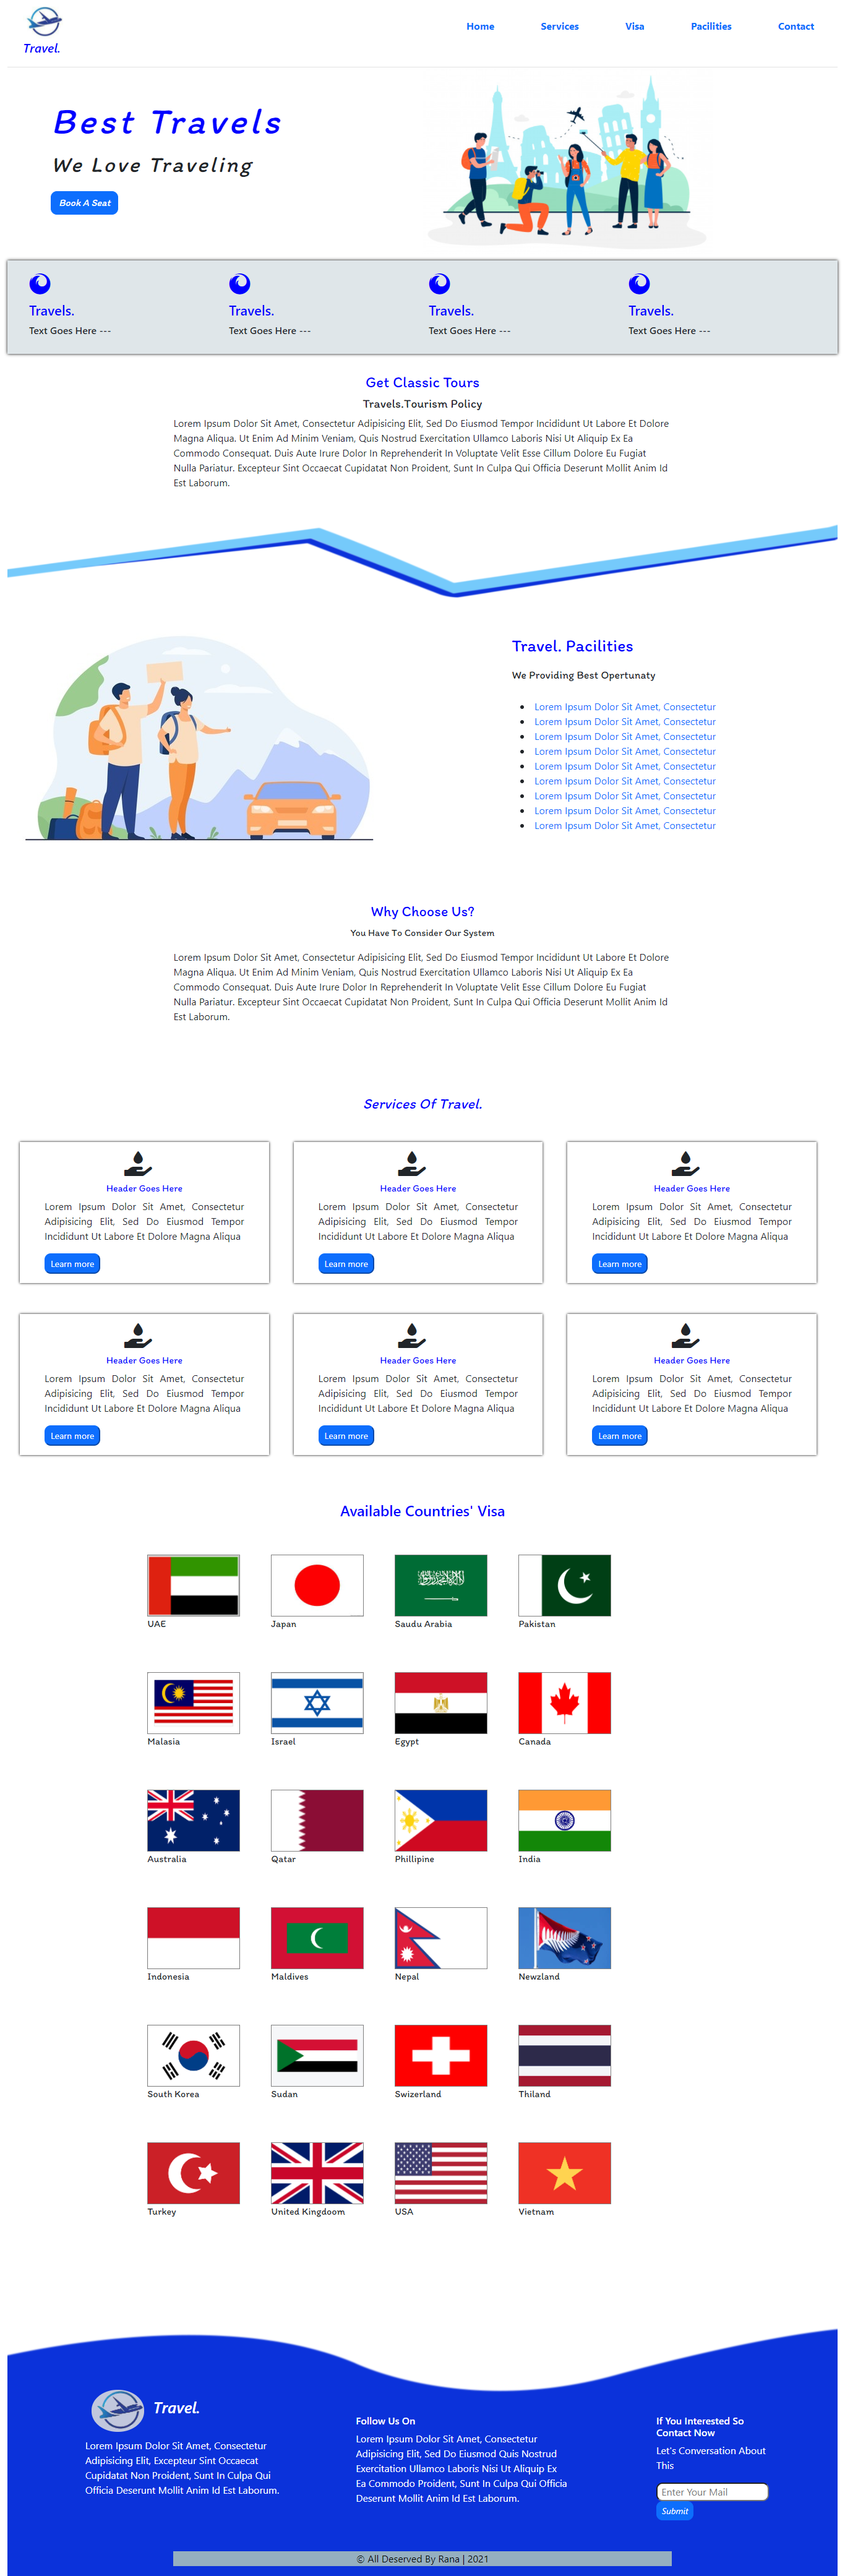 Travel.
Home Services Visa Pacilities Contact
Best Travels
We Love Traveling
Book A Seat
Travels. Travels. Travels. Travels.
Text Goes Here --- Text Goes Here --- Text Goes Here --- Text Goes Here ---
Get Classic Tours
Travels.Tourism Policy
Lorem Ipsum Dolor Sit Amet, Consectetur Adipisicing Elit, Sed Do Eiusmod Tempor Incididunt Ut Labore Et Dolore
Magna Aliqua. Ut Enim Ad Minim Veniam, Quis Nostrud Exercitation Ullamco Laboris Nisi Ut Aliquip Ex Ea
Commodo Consequat. Duis Aute Irure Dolor In Reprehenderit In Voluptate Velit Esse Cillum Dolore Eu Fugiat
Nulla Pariatur. Excepteur Sint Occaecat Cupidatat Non Proident, Sunt In Culpa Qui Officia Deserunt Mollit Anim Id
Est Laborum.
Travel. Pacilities
We Providing Best Opertunaty
Lorem Ipsum Dolor Sit Amet, Consectetur
Lorem Ipsum Dolor Sit Amet, Consectetur
Lorem Ipsum Dolor Sit Amet, Consectetur
Lorem Ipsum Dolor Sit Amet, Consectetur
Lorem Ipsum Dolor Sit Amet, Consectetur
Lorem Ipsum Dolor Sit Amet, Consectetur
Lorem Ipsum Dolor Sit Amet, Consectetur
Lorem Ipsum Dolor Sit Amet, Consectetur
Lorem Ipsum Dolor Sit Amet, Consectetur
Why Choose Us?
You Have To Consider Our System
Lorem Ipsum Dolor Sit Amet, Consectetur Adipisicing Elit, Sed Do Eiusmod Tempor Incididunt Ut Labore Et Dolore
Magna Aliqua. Ut Enim Ad Minim Veniam, Quis Nostrud Exercitation Ullamco Laboris Nisi Ut Aliquip Ex Ea
Commodo Consequat. Duis Aute Irure Dolor In Reprehenderit In Voluptate Velit Esse Cillum Dolore Eu Fugiat
Nulla Pariatur. Excepteur Sint Occaecat Cupidatat Non Proident, Sunt In Culpa Qui Officia Deserunt Mollit Anim Id
Est Laborum.
Services Of Travel.
Header Goes Here
Lorem Ipsum Dolor Sit Amet, Consectetur
Adipisicing Elit, Sed Do Eiusmod Tempor
Incididunt Ut Labore Et Dolore Magna Aliqua
Learn more
Header Goes Here
Lorem Ipsum Dolor Sit Amet, Consectetur
Adipisicing Elit, Sed Do Eiusmod Tempor
Incididunt Ut Labore Et Dolore Magna Aliqua
Learn more
Header Goes Here
Lorem Ipsum Dolor Sit Amet, Consectetur
Adipisicing Elit, Sed Do Eiusmod Tempor
Incididunt Ut Labore Et Dolore Magna Aliqua
Learn more
Header Goes Here
Lorem Ipsum Dolor Sit Amet, Consectetur
Adipisicing Elit, Sed Do Eiusmod Tempor
Incididunt Ut Labore Et Dolore Magna Aliqua
Learn more
Header Goes Here
Lorem Ipsum Dolor Sit Amet, Consectetur
Adipisicing Elit, Sed Do Eiusmod Tempor
Incididunt Ut Labore Et Dolore Magna Aliqua
Learn more
Header Goes Here
Lorem Ipsum Dolor Sit Amet, Consectetur
Adipisicing Elit, Sed Do Eiusmod Tempor
Incididunt Ut Labore Et Dolore Magna Aliqua
Learn more
Available Countries' Visa
UAE Japan Saudu Arabia Pakistan
Malasia Israel Egypt Canada
Australia Qatar Phillipine India
Indonesia Maldives Nepal Newzland
South Korea Sudan Swizerland Thiland
Turkey United Kingdoom USA Vietnam
Travel.
Lorem Ipsum Dolor Sit Amet, Consectetur
Adipisicing Elit, Excepteur Sint Occaecat
Cupidatat Non Proident, Sunt In Culpa Qui
Officia Deserunt Mollit Anim Id Est Laborum.
Follow Us On
Lorem Ipsum Dolor Sit Amet, Consectetur
Adipisicing Elit, Sed Do Eiusmod Quis Nostrud
Exercitation Ullamco Laboris Nisi Ut Aliquip Ex
Ea Commodo Proident, Sunt In Culpa Qui Officia
Deserunt Mollit Anim Id Est Laborum.
If You Interested So
Contact Now
Let's Conversation About
This
Enter Your Mail
Submit
© All Deserved By Rana | 2021